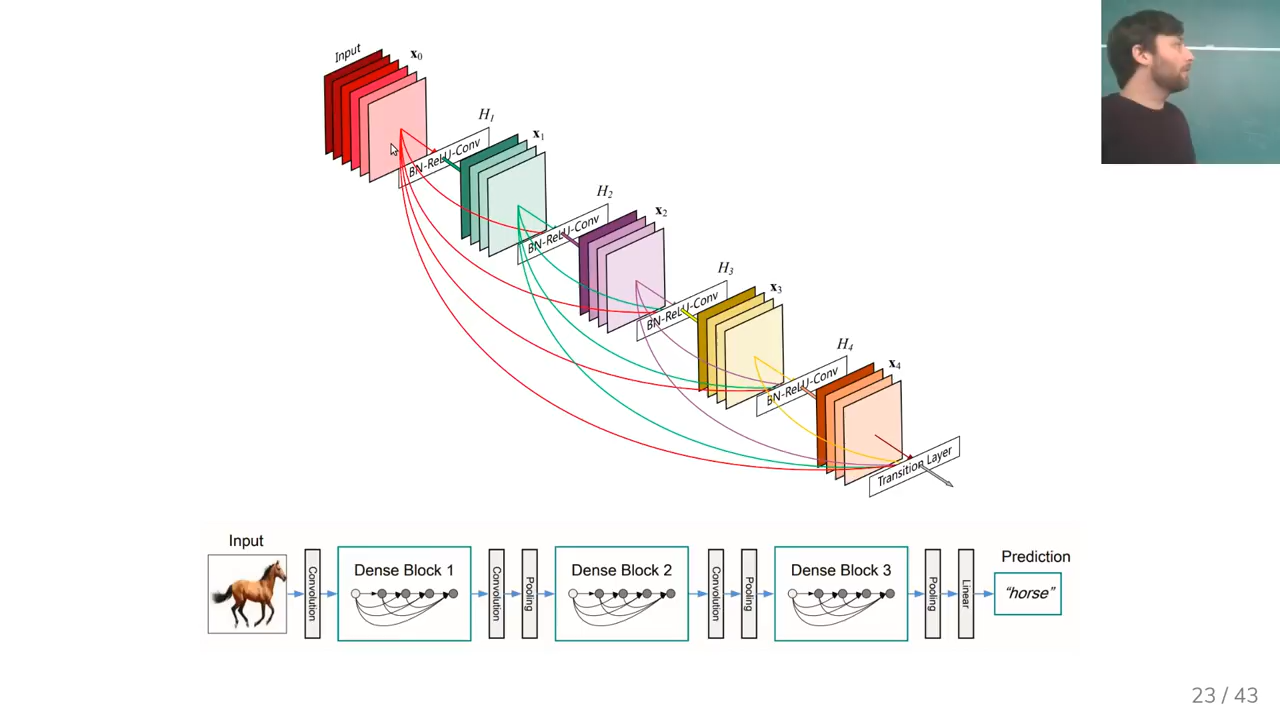 Input
x0
H1
BN-ReLU-Conv
x1
H2
BN-ReLU-Conv
x2
H3
BN-ReLU-Conv
x3
H4
BN-ReLU-Conv
x4
Transition Layer
Input
Convolution
Dense Block 1
Convolution
Pooling
Dense Block 2
Convolution
Pooling
Dense Block 3
Pooling
Linear
Prediction
“horse”
23 / 43